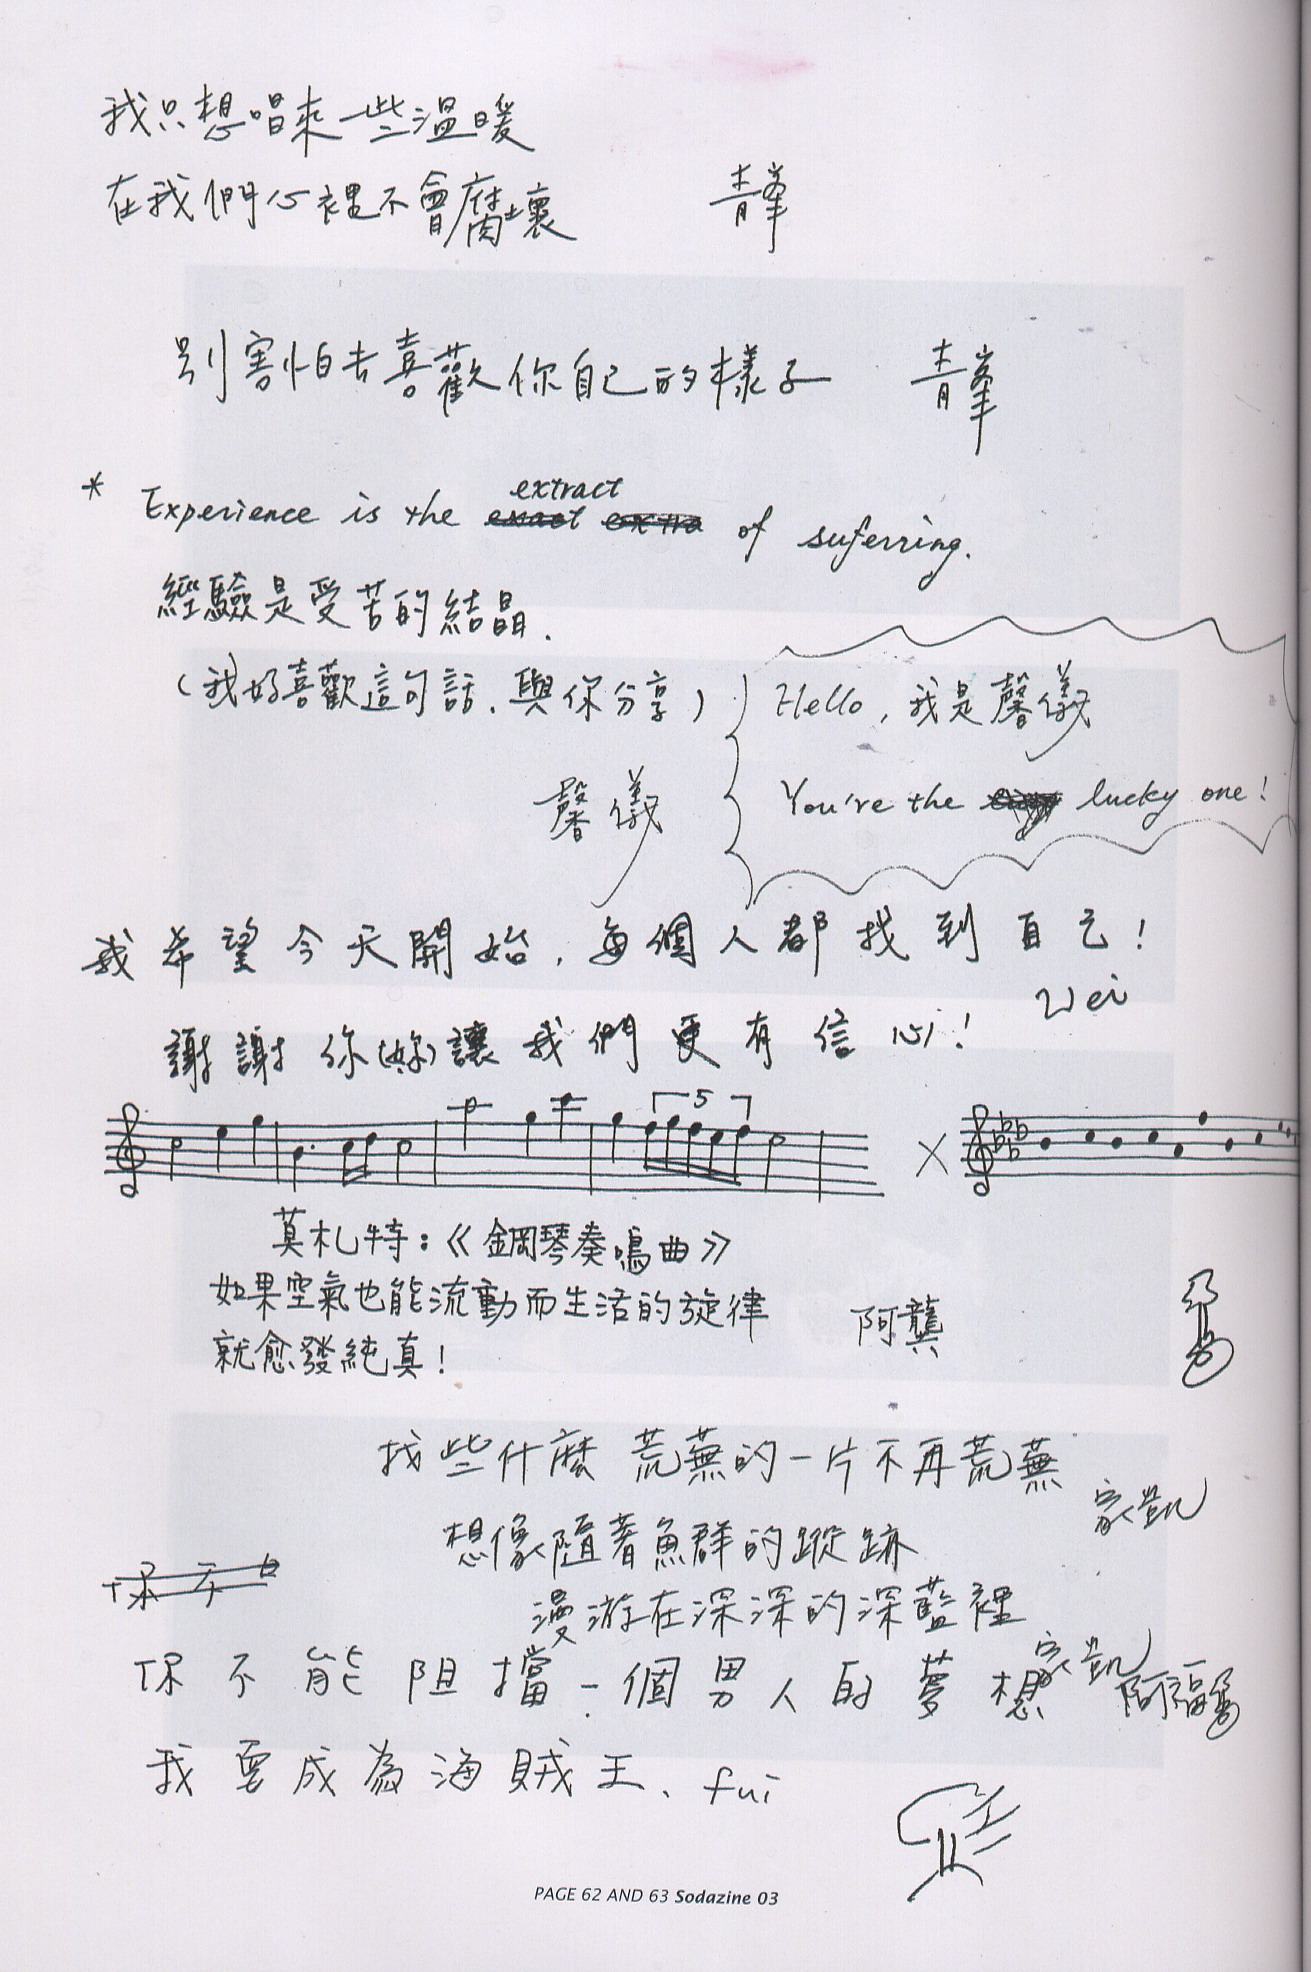 我只想唱來一些溫暖
在我們心裡不會腐壞 青峯
別害怕去喜歡你自己的樣子 青峯
* Experience is the extract of suferring.
經驗是受苦的結晶.
(我好喜歡這句話.與你分享)
馨儀
Hello, 我是馨儀
You're the lucky one!
我希望今天開始,每個人都找到自己!
Wei
謝謝你(妳)讓我們更有信心!
5
莫札特:《鋼琴奏鳴曲》
如果空氣也能流動而生活的旋律
就愈發純真!
阿龔
找些什麼 荒蕪的一片不再荒蕪
家凱
想像隨著魚群的蹤跡
漫游在深深的深藍裡
家凱
你不能阻擋一個男人的夢想
阿福
我要成為海賊王、fui
PAGE 62 AND 63 Sodazine 03